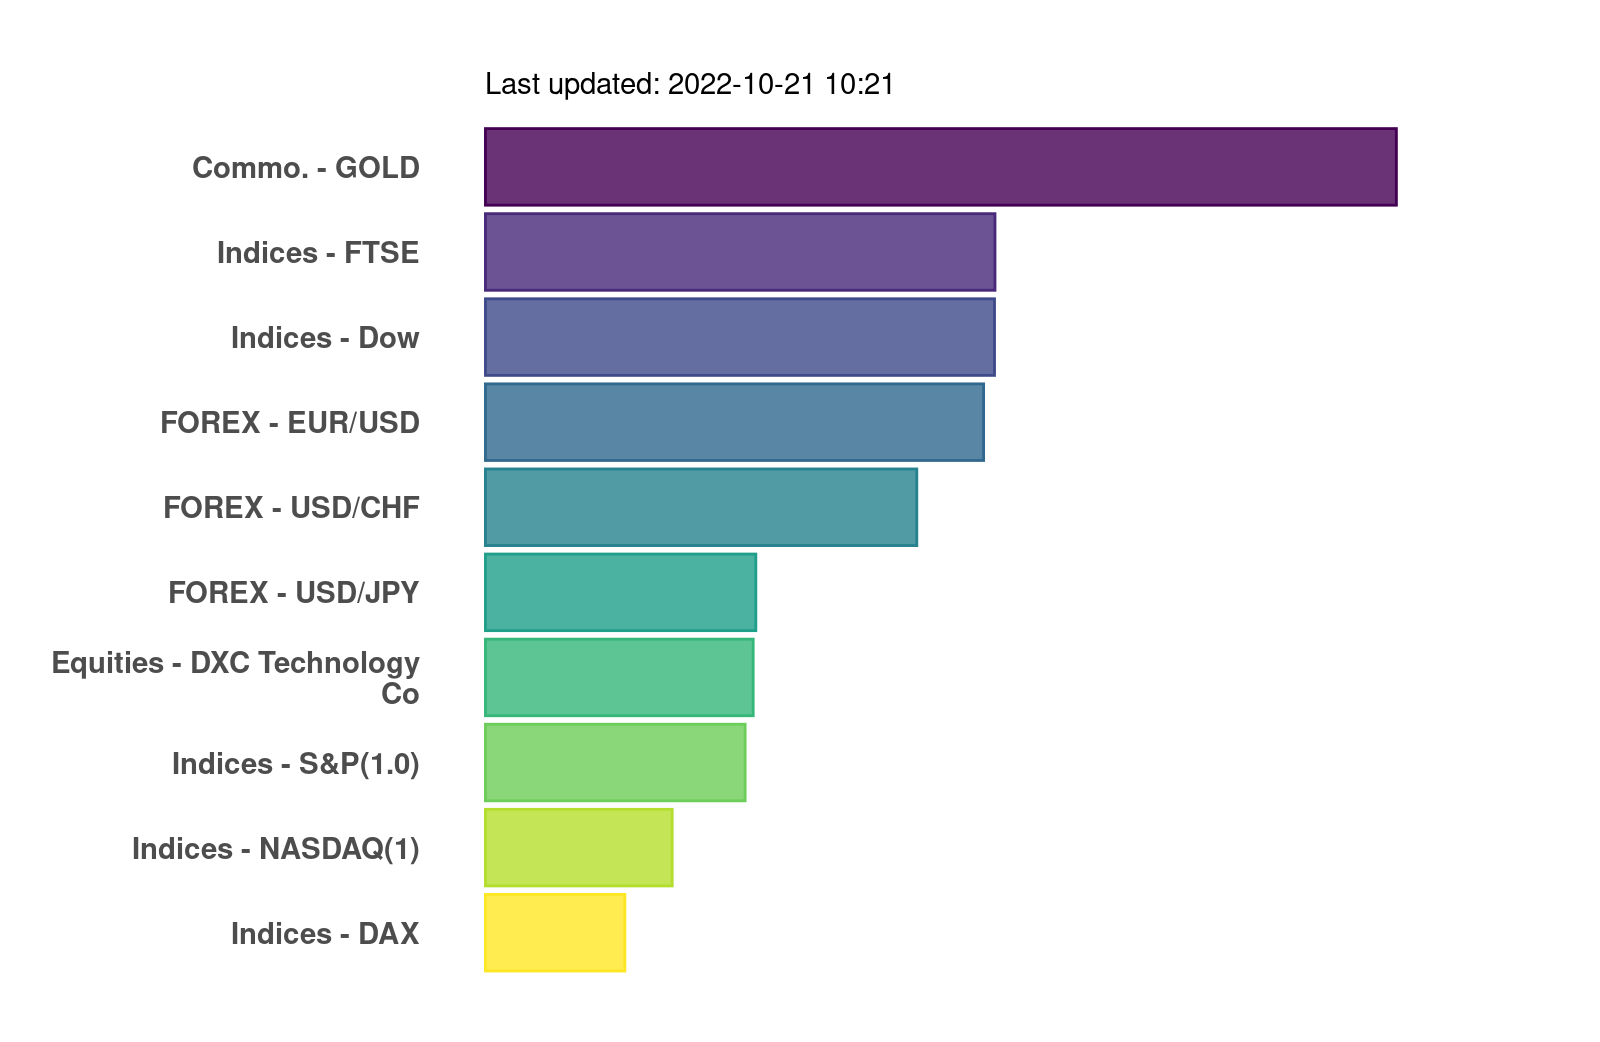 Last updated: 2022-10-21 10:21
Commo. - GOLD
Indices - FTSE
Indices - Dow
FOREX - EUR/USD
FOREX - USD/CHF
FOREX - USD/JPY
Equities - DXC Technology
Co
Indices - S&P(1.0)
Indices - NASDAQ(1)
Indices - DAX